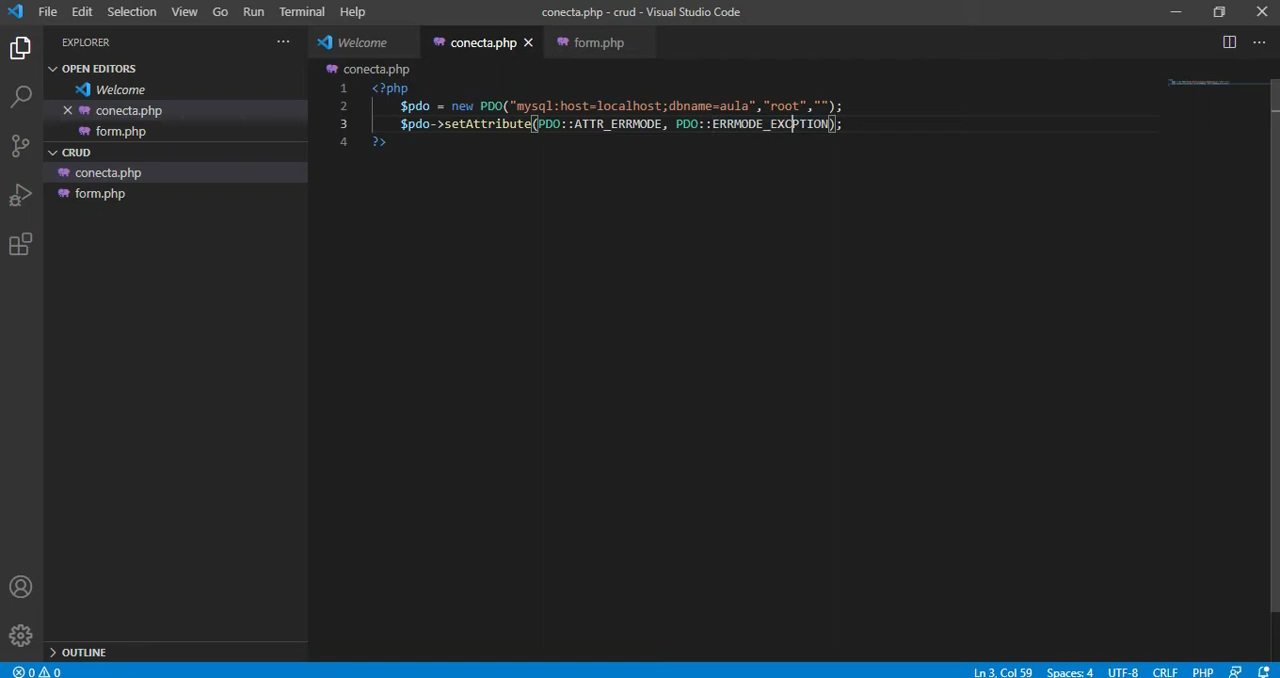 File Edit Selection View Go Run Terminal Help conecta.php - crud - Visual Studio Code
EXPLORER
Welcome conecta.php form.php
OPEN EDITORS
Welcome
conecta.php
form.php
CRUD
conecta.php
form.php
OUTLINE
conecta.php
1 <?php
2 $pdo = new PDO("mysql:host=localhost;dbname=aula","root","");
3 $pdo->setAttribute(PDO::ATTR_ERRMODE, PDO::ERRMODE_EXCPTION);
4 ?>
0 0 Ln 3, Col 59 Spaces: 4 UTF-8 CRLF PHP